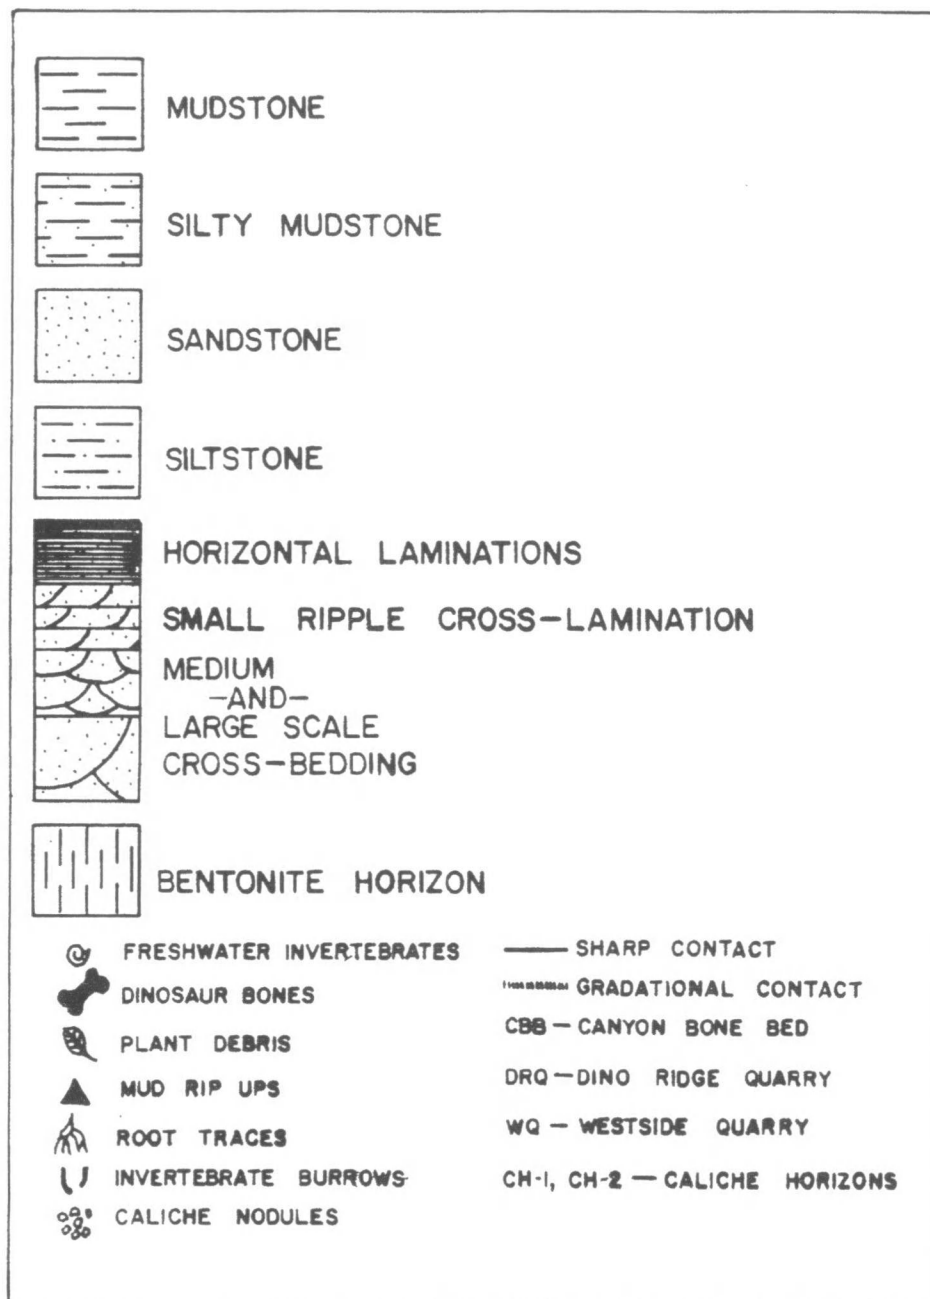 MUDSTONE
SILTY MUDSTONE
SANDSTONE
SILTSTONE
HORIZONTAL LAMINATIONS
SMALL RIPPLE CROSS-LAMINATION
MEDIUM
-AND-
LARGE SCALE
CROSS-BEDDING
BENTONITE HORIZON
FRESHWATER INVERTEBRATES
DINOSAUR BONES
PLANT DEBRIS
MUD RIP UPS
ROOT TRACES
INVERTEBRATE BURROWS
CALICHE NODULES
SHARP CONTACT
GRADATIONAL CONTACT
CBB — CANYON BONE BED
DRQ — DINO RIDGE QUARRY
WQ — WESTSIDE QUARRY
CH-1, CH-2 — CALICHE HORIZONS